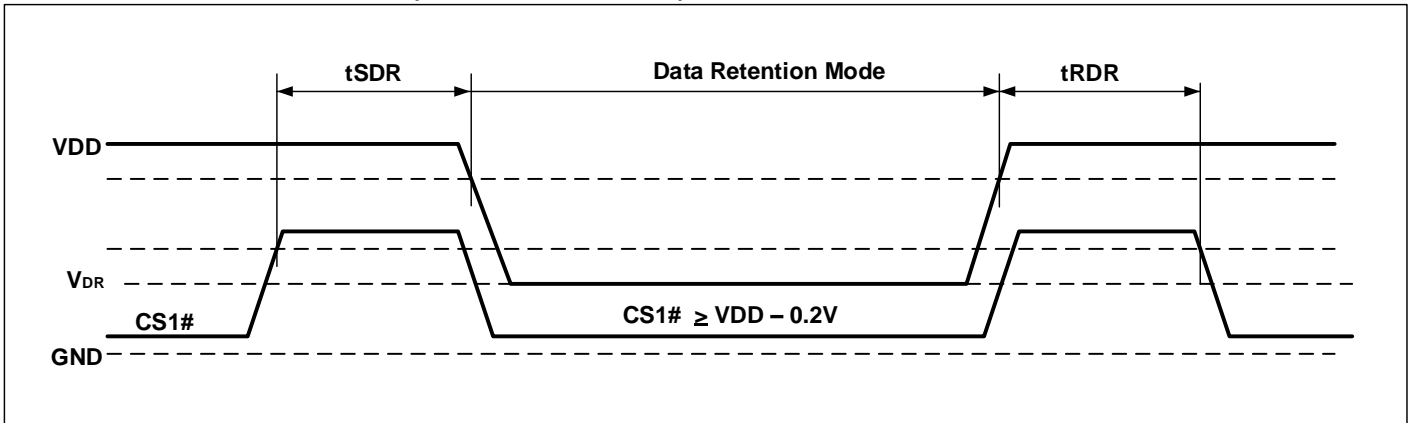 tSDR
Data Retention Mode
tRDR
VDD
VDR
CS1#
CS1# ≥ VDD – 0.2V
GND